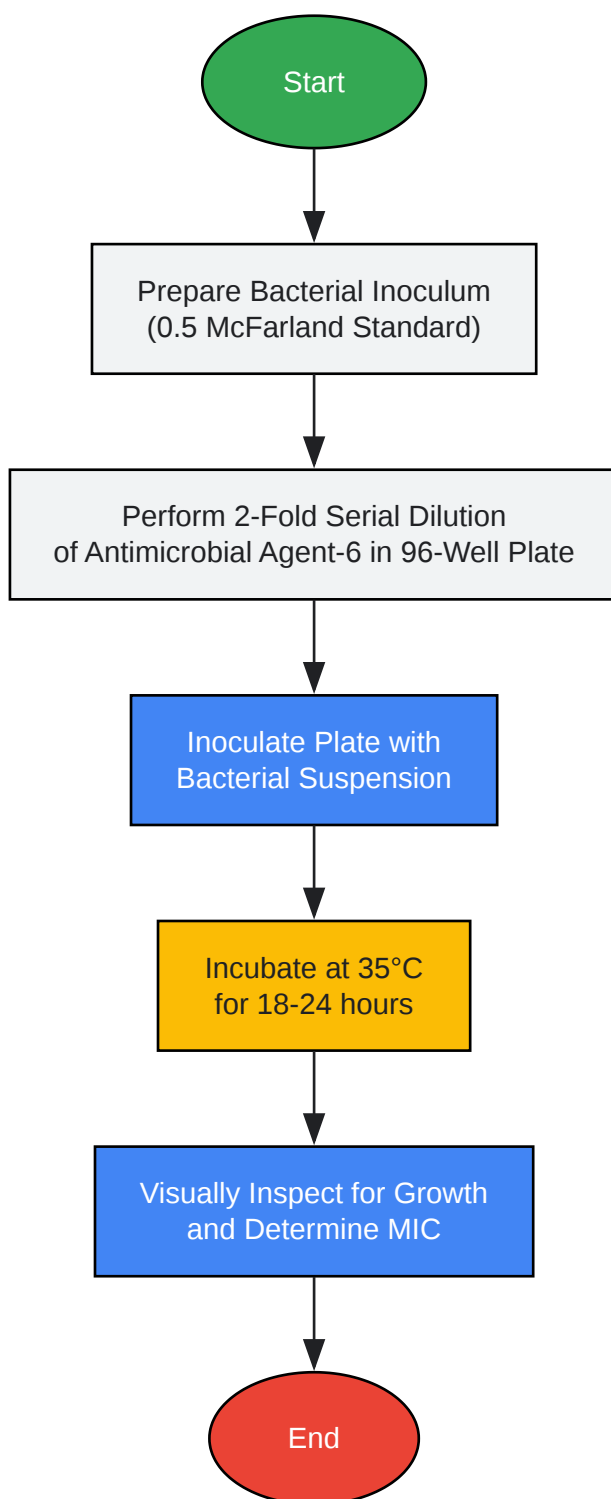 Start
Prepare Bacterial Inoculum
(0.5 McFarland Standard)
Perform 2-Fold Serial Dilution
of Antimicrobial Agent-6 in 96-Well Plate
Inoculate Plate with
Bacterial Suspension
Incubate at 35°C
for 18-24 hours
Visually Inspect for Growth
and Determine MIC
End